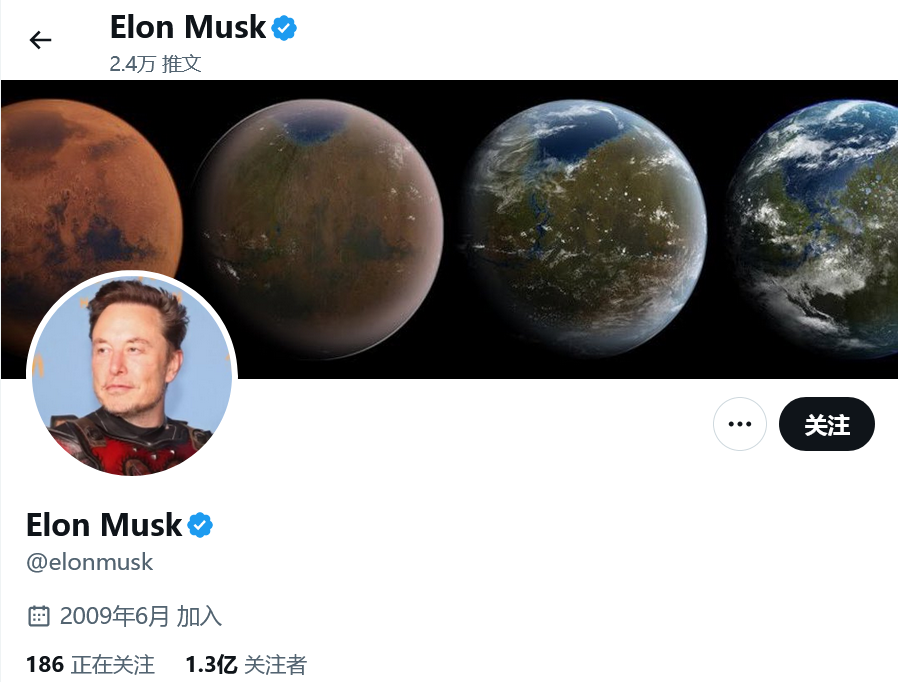 Elon Musk
2.4万 推文
关注
Elon Musk
@elonmusk
2009年6月 加入
186 正在关注 1.3亿 关注者